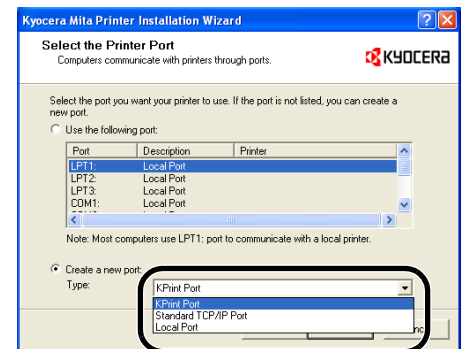 Kyocera Mita Printer Installation Wizard
Select the Printer Port
Computers communicate with printers through ports.
KYOCERA
Select the port you want your printer to use. If the port is not listed, you can create a
new port.
Use the following port:
Port Description Printer
LPT1: Local Port
LPT2: Local Port
LPT3: Local Port
COM1: Local Port
Note: Most computers use LPT1: port to communicate with a local printer.
Create a new port:
Type: KPrint Port
KPrint Port
Standard TCP/IP Port
Local Port